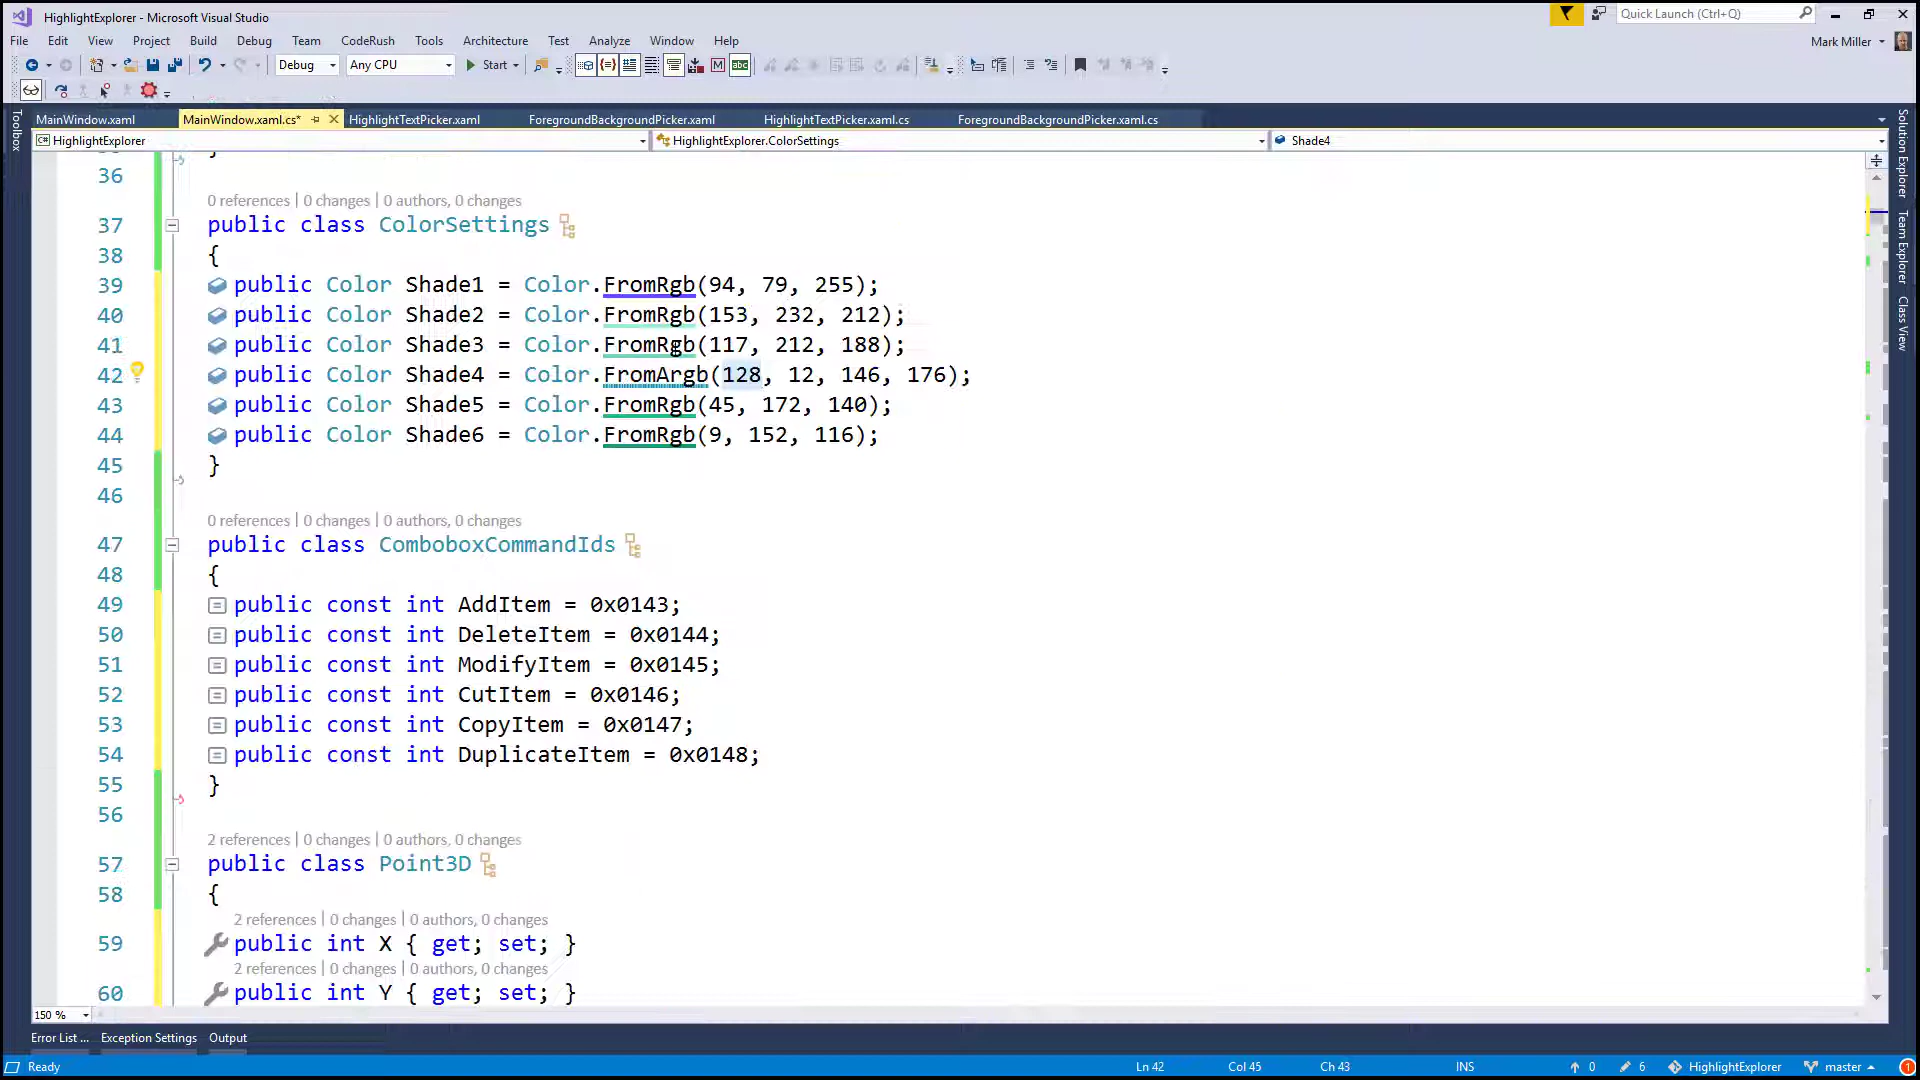 HighlightExplorer - Microsoft Visual Studio
Quick Launch (Ctrl+Q)
File Edit View Project Build Debug Team CodeRush Tools Architecture Test Analyze Window Help
Mark Miller
Debug Any CPU Start
MainWindow.xaml MainWindow.xaml.cs* HighlightTextPicker.xaml ForegroundBackgroundPicker.xaml HighlightTextPicker.xaml.cs ForegroundBackgroundPicker.xaml.cs
HighlightExplorer HighlightExplorer.ColorSettings Shade4
Toolbox
Solution Explorer
Team Explorer
Class View
}
36
0 references | 0 changes | 0 authors, 0 changes
37 public class ColorSettings
38 {
39 public Color Shade1 = Color.FromRgb(94, 79, 255);
40 public Color Shade2 = Color.FromRgb(153, 232, 212);
41 public Color Shade3 = Color.FromRgb(117, 212, 188);
42 public Color Shade4 = Color.FromArgb(128, 12, 146, 176);
43 public Color Shade5 = Color.FromRgb(45, 172, 140);
44 public Color Shade6 = Color.FromRgb(9, 152, 116);
45 }
46
0 references | 0 changes | 0 authors, 0 changes
47 public class ComboboxCommandIds
48 {
49 public const int AddItem = 0x0143;
50 public const int DeleteItem = 0x0144;
51 public const int ModifyItem = 0x0145;
52 public const int CutItem = 0x0146;
53 public const int CopyItem = 0x0147;
54 public const int DuplicateItem = 0x0148;
55 }
56
2 references | 0 changes | 0 authors, 0 changes
57 public class Point3D
58 {
2 references | 0 changes | 0 authors, 0 changes
59 public int X { get; set; }
2 references | 0 changes | 0 authors, 0 changes
60 public int Y { get; set; }
150 %
Error List ... Exception Settings Output
Ready Ln 42 Col 45 Ch 43 INS 0 6 HighlightExplorer master 1